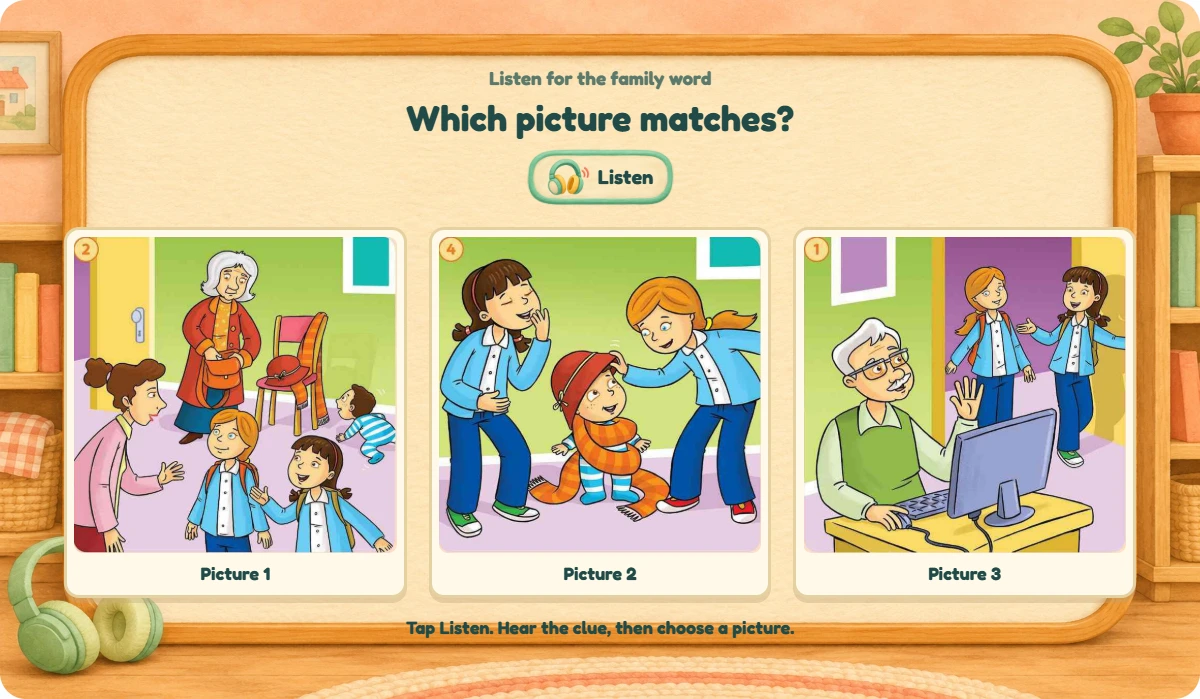 Listen for the family word
Which picture matches?
Listen
2
4
1
Picture 1
Picture 2
Picture 3
Tap Listen. Hear the clue, then choose a picture.